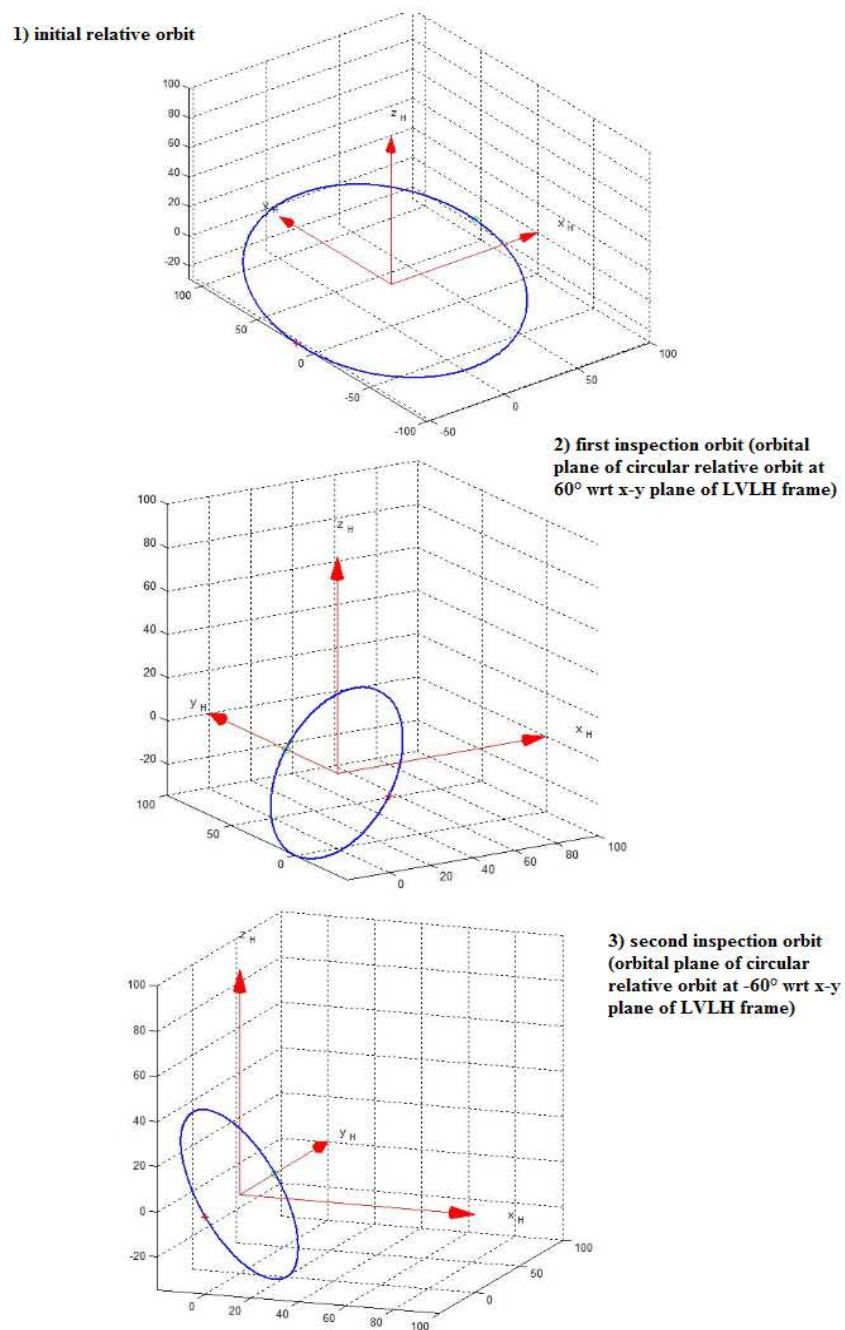 1) initial relative orbit
100
80
60
40
20
0
-20
z H
y H
x H
100
50
0
-50
-100
-50
0
50
100
2) first inspection orbit (orbital
plane of circular relative orbit at
60° wrt x-y plane of LVLH frame)
100
80
60
40
20
0
-20
z H
y H
x H
100
50
0
0
20
40
60
80
100
3) second inspection orbit
(orbital plane of circular
relative orbit at -60° wrt x-y
plane of LVLH frame)
z H
100
80
60
40
20
0
-20
y H
x H
0
20
40
60
80
100
0
50
100